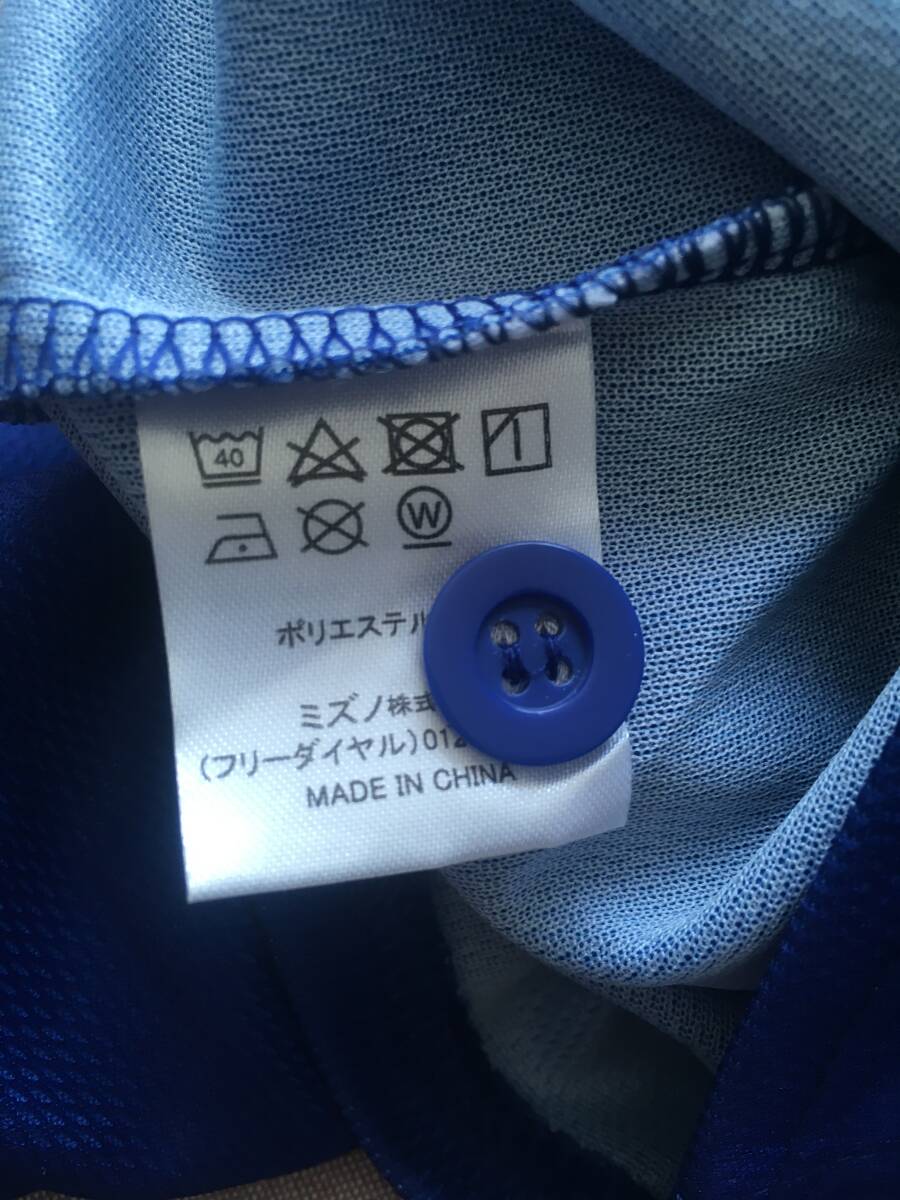 40
W
ポリエステル
ミズノ株式
(フリーダイヤル)012
MADE IN CHINA